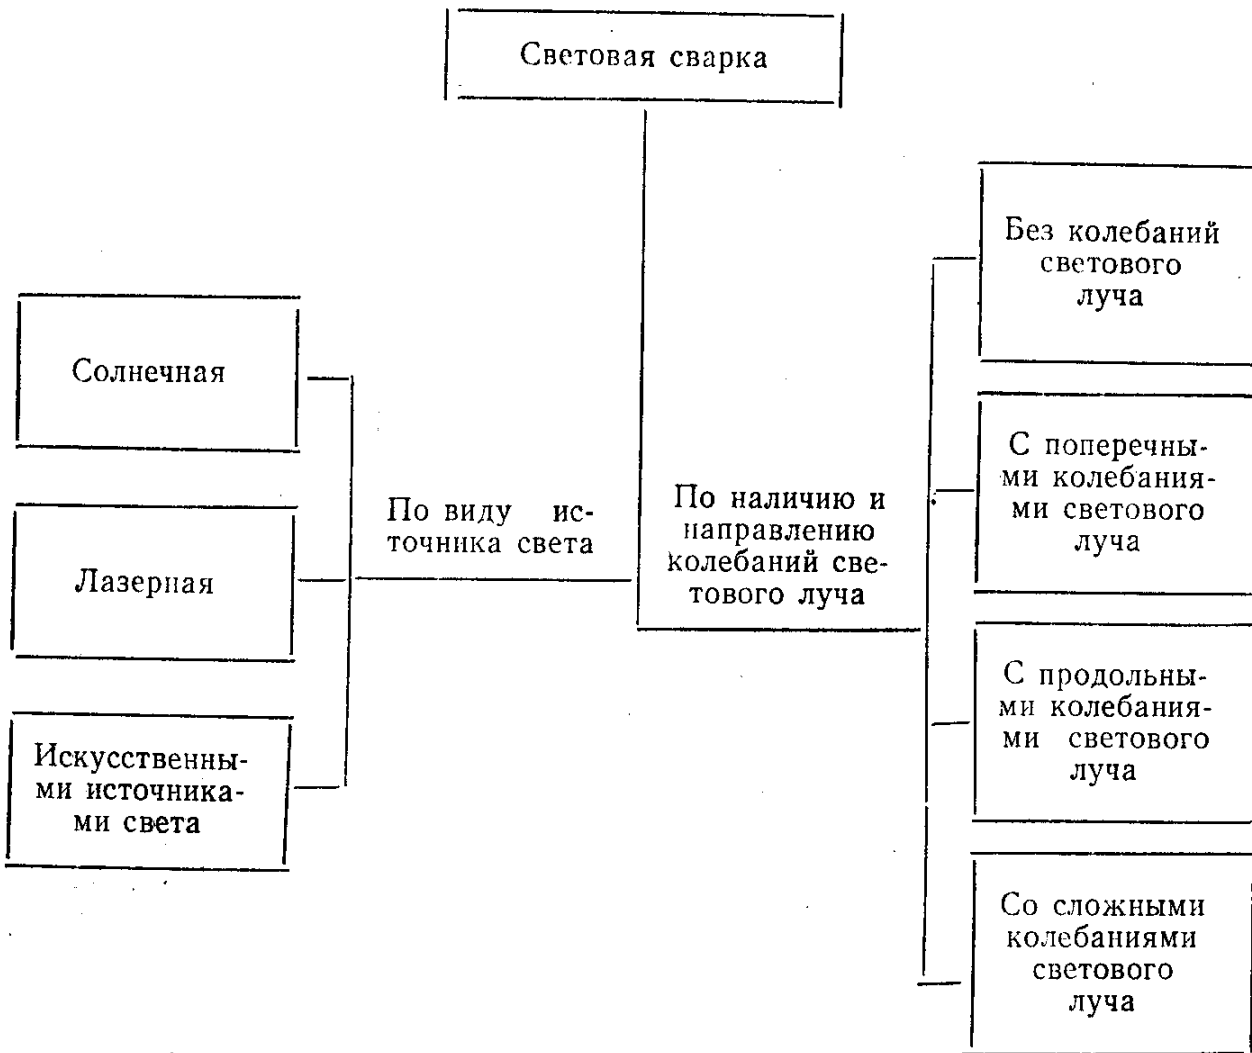 Световая сварка
Солнечная
Лазерная
Искусственны-
ми источника-
ми света
По виду ис-
точника света
По наличию и
направлению
колебаний све-
тового луча
Без колебаний
светового
луча
С поперечны-
ми колебания-
ми светового
луча
С продольны-
ми колебания-
ми светового
луча
Со сложными
колебаниями
светового
луча